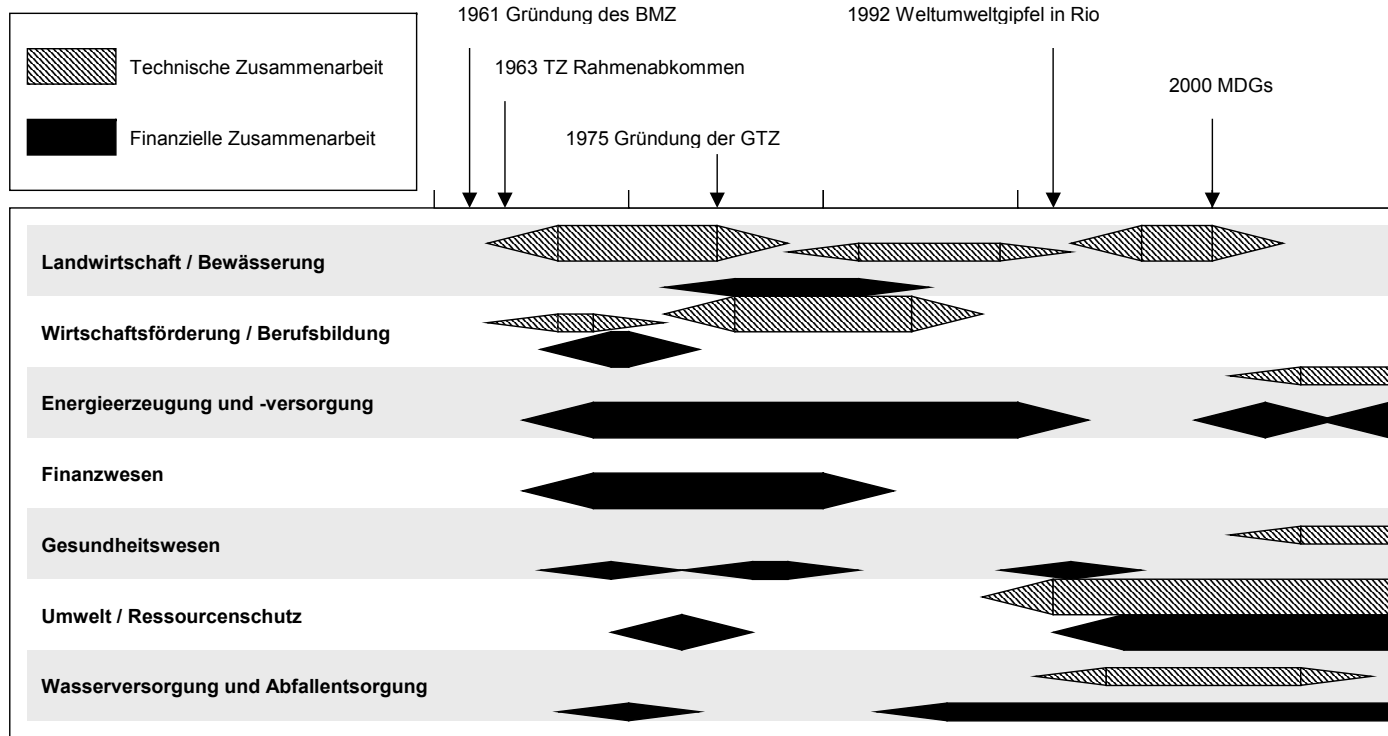 1961 Gründung des BMZ
1992 Weltumweltgipfel in Rio
Technische Zusammenarbeit
1963 TZ Rahmenabkommen
2000 MDGs
Finanzielle Zusammenarbeit
1975 Gründung der GTZ
Landwirtschaft / Bewässerung
Wirtschaftsförderung / Berufsbildung
Energieerzeugung und -versorgung
Finanzwesen
Gesundheitswesen
Umwelt / Ressourcenschutz
Wasserversorgung und Abfallentsorgung